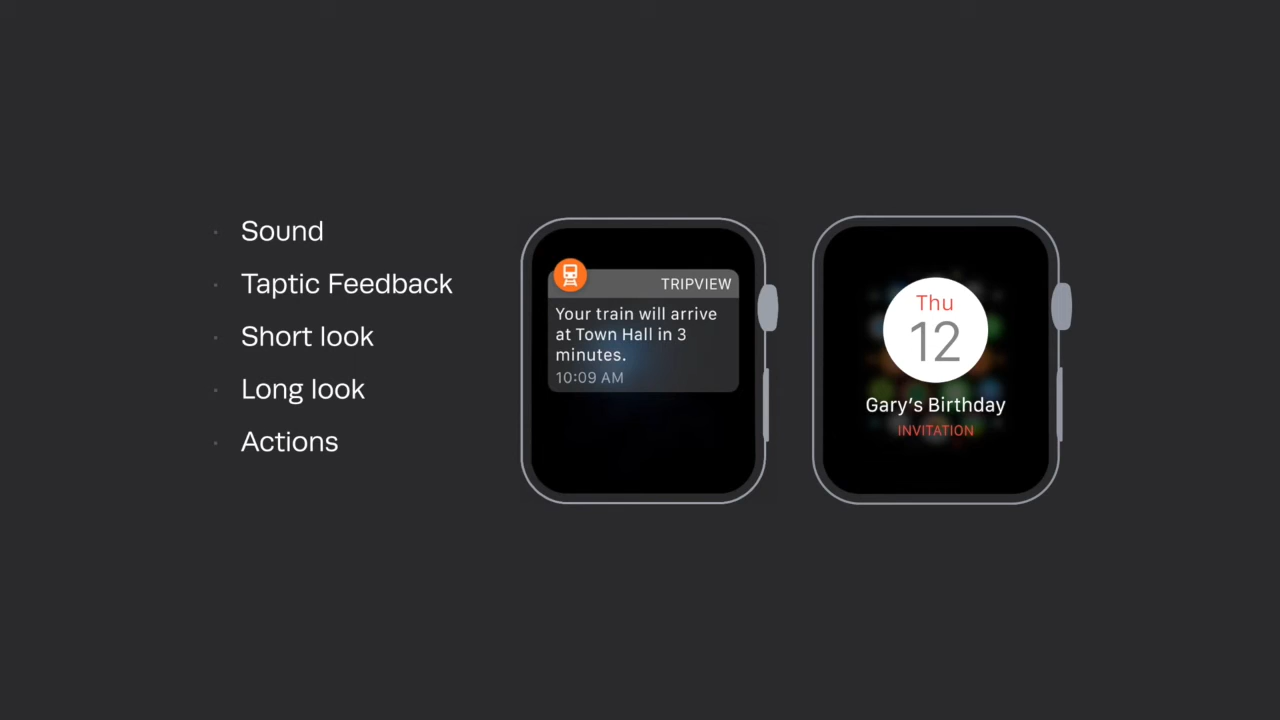 Sound
Taptic Feedback
Short look
Long look
Actions
TRIPVIEW
Your train will arrive
at Town Hall in 3
minutes.
10:09 AM
Thu
12
Gary’s Birthday
INVITATION